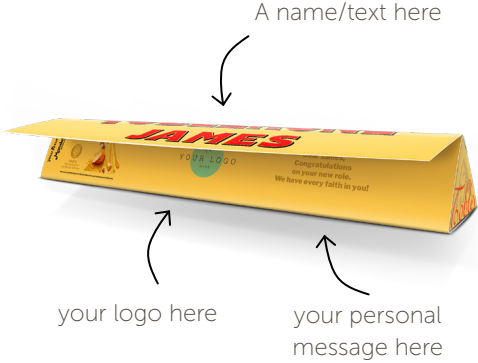 A name/text here
JAMES
YOUR LOGO
HERE
Congratulations
on your new role.
We have every faith in you!
your logo here
your personal
message here